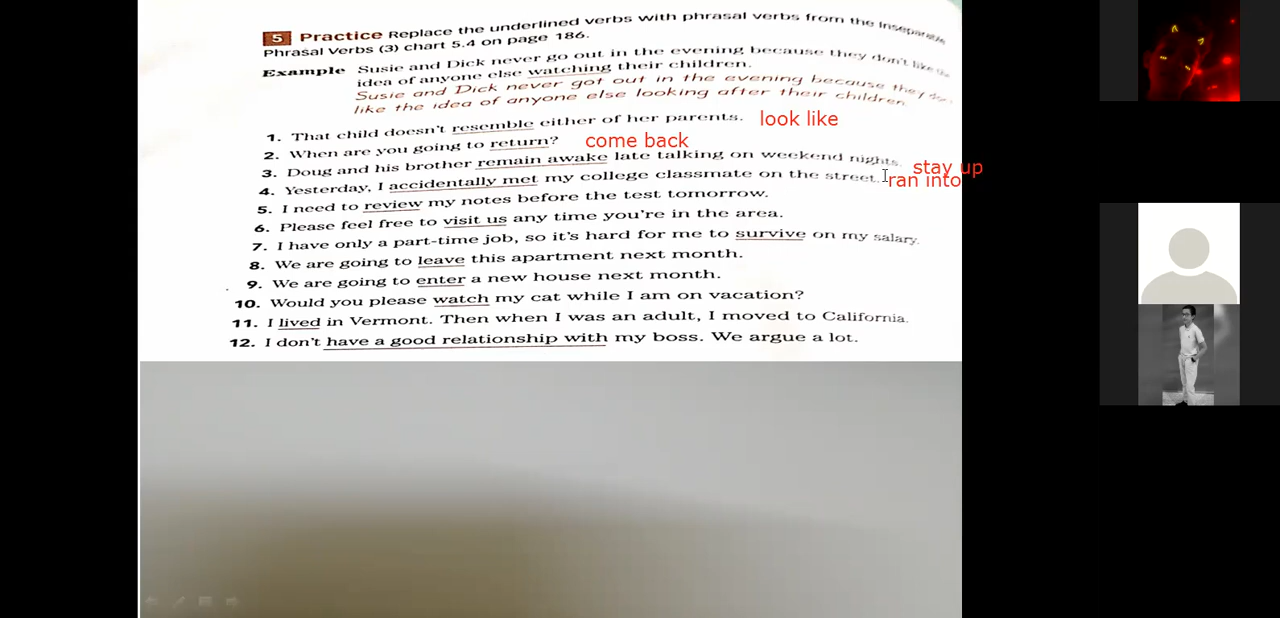 5 Practice Replace the underlined verbs with phrasal verbs from the Inseparable
Phrasal Verbs (3) chart 5.4 on page 186.
Example Susie and Dick never go out in the evening because they don't like the
idea of anyone else watching their children.
Susie and Dick never got out in the evening because they don't
like the idea of anyone else looking after their children.
1. That child doesn't resemble either of her parents. look like
2. When are you going to return? come back
3. Doug and his brother remain awake late talking on weekend nights. stay up
4. Yesterday, I accidentally met my college classmate on the street. ran into
5. I need to review my notes before the test tomorrow.
6. Please feel free to visit us any time you're in the area.
7. I have only a part-time job, so it's hard for me to survive on my salary.
8. We are going to leave this apartment next month.
9. We are going to enter a new house next month.
10. Would you please watch my cat while I am on vacation?
11. I lived in Vermont. Then when I was an adult, I moved to California.
12. I don't have a good relationship with my boss. We argue a lot.